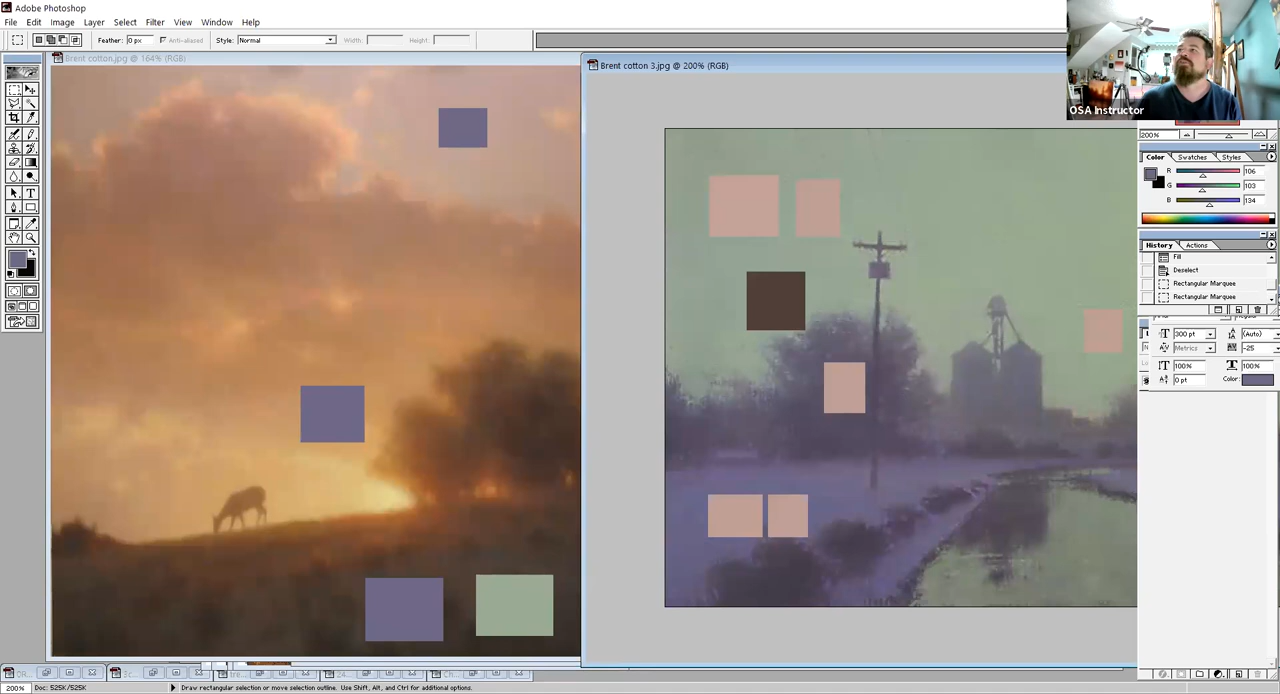 Adobe Photoshop
File Edit Image Layer Select Filter View Window Help
Feather: 0 px Anti-aliased Style: Normal Width: Height:
Brent cotton.jpg @ 164% (RGB)
Brent cotton 3.jpg @ 200% (RGB)
OSA Instructor
200%
Color Swatches Styles
R 106
G 103
B 134
History Actions
Fill
Deselect
Rectangular Marquee
Rectangular Marquee
300 pt (Auto)
Metrics -25
100% 100%
0 pt Color:
200% Doc: 525K/525K Draw rectangular selection or move selection outline. Use Shift, Alt, and Ctrl for additional options.